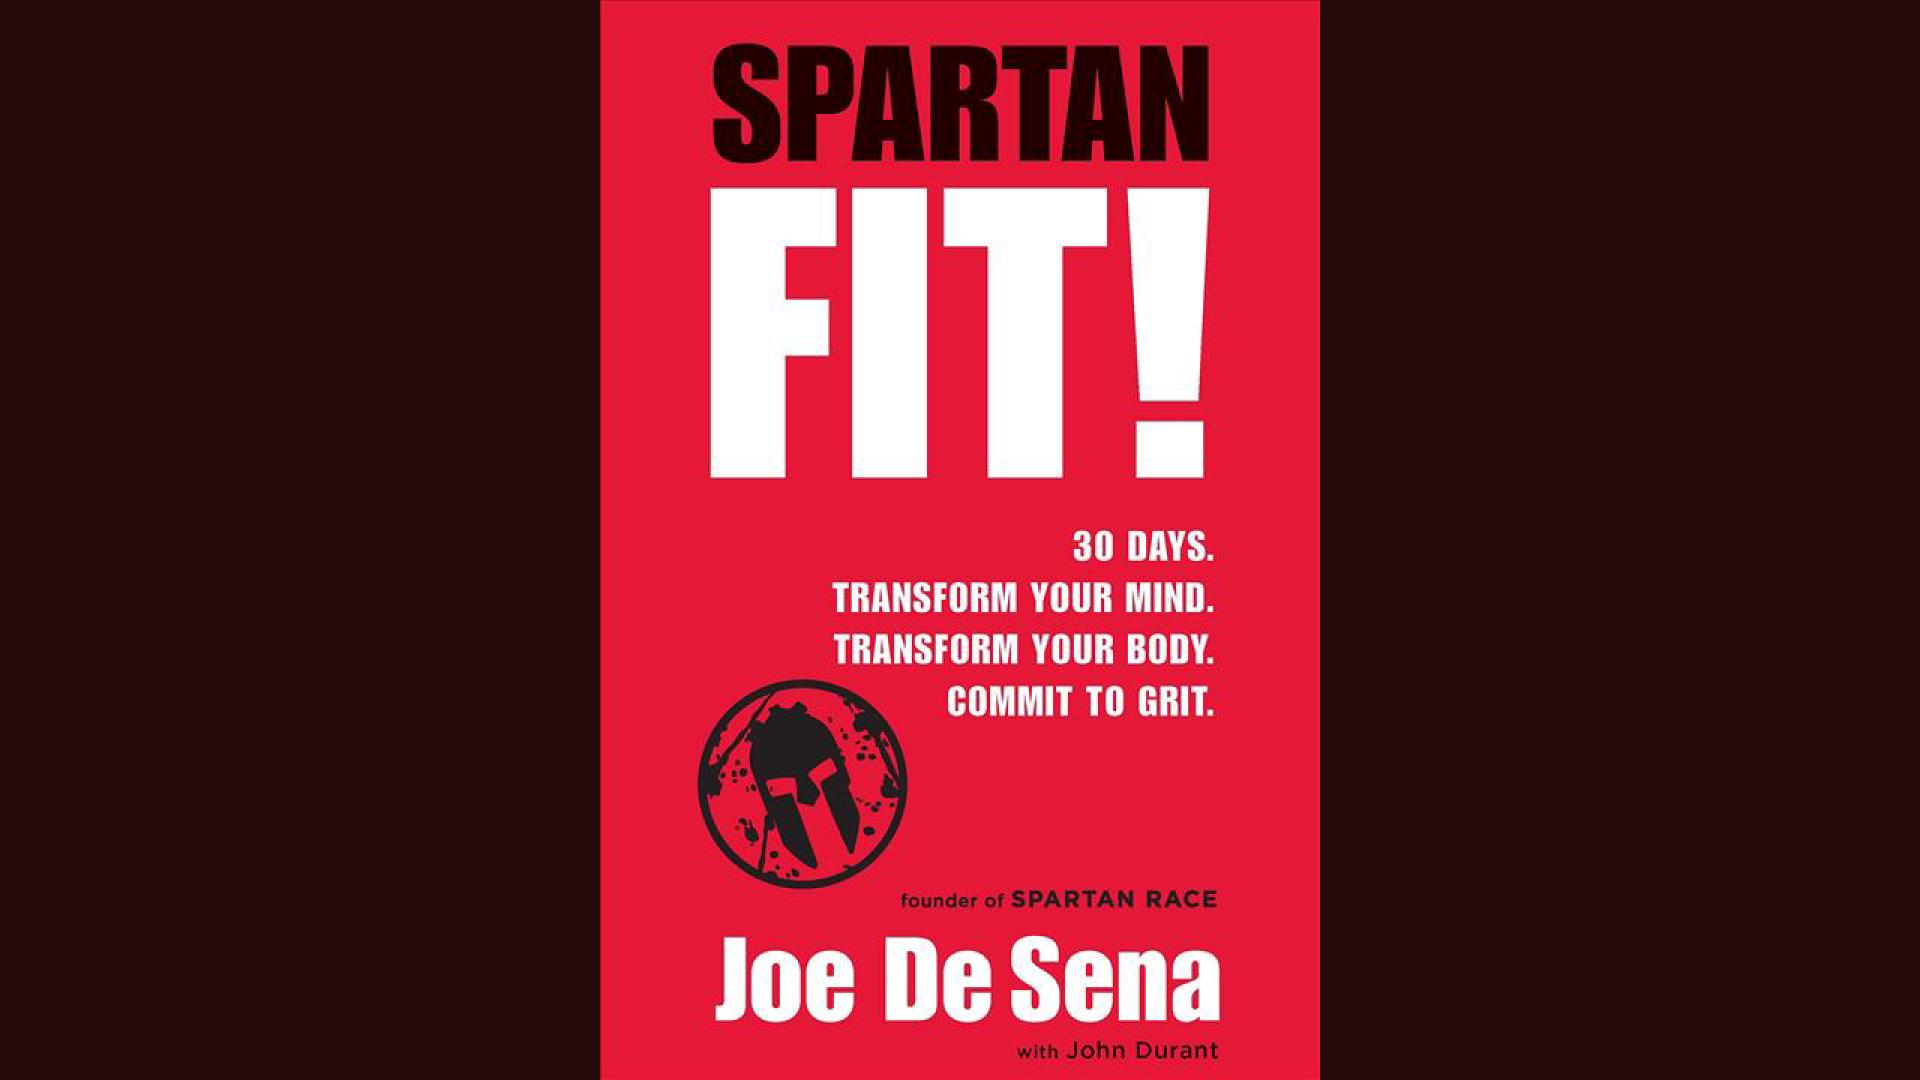 SPARTAN
FIT!
30 DAYS.
TRANSFORM YOUR MIND.
TRANSFORM YOUR BODY.
COMMIT TO GRIT.
founder of SPARTAN RACE
Joe De Sena
with John Durant